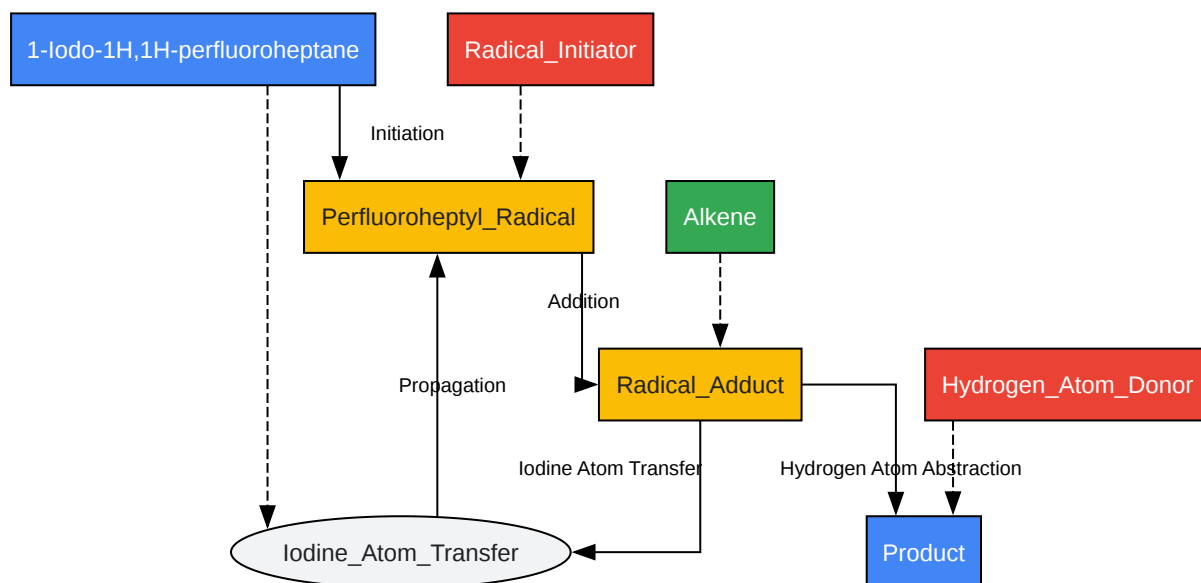 1-Iodo-1H,1H-perfluoroheptane
Radical_Initiator
Initiation
Perfluoroheptyl_Radical
Alkene
Addition
Propagation
Radical_Adduct
Hydrogen_Atom_Donor
Iodine Atom Transfer
Hydrogen Atom Abstraction
Iodine_Atom_Transfer
Product